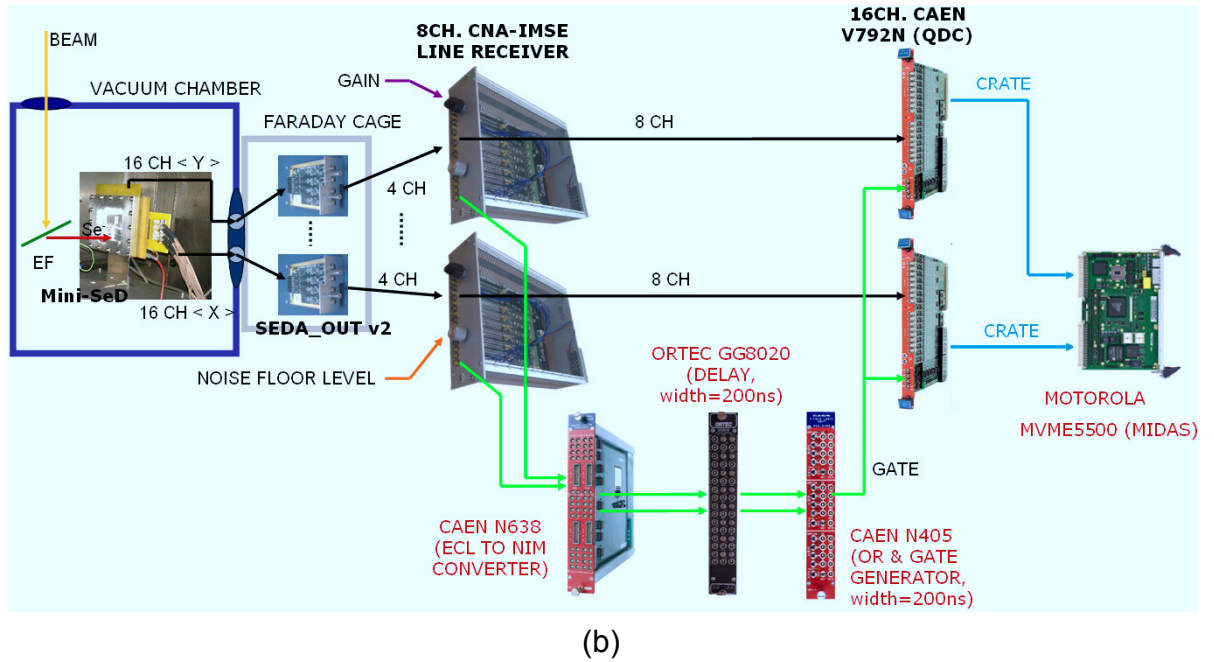 BEAM
8CH. CNA-IMSE
LINE RECEIVER
16CH. CAEN
V792N (QDC)
VACUUM CHAMBER
GAIN
CRATE
FARADAY CAGE
8 CH
16 CH < Y >
4 CH
Se-
EF
Mini-SeD
4 CH
8 CH
16 CH < X >
SEDA_OUT v2
CRATE
NOISE FLOOR LEVEL
ORTEC GG8020
(DELAY,
width=200ns)
MOTOROLA
MVME5500 (MIDAS)
ORTEC
CAEN
GATE
CAEN N638
(ECL TO NIM
CONVERTER)
CAEN N405
(OR & GATE
GENERATOR,
width=200ns)
(b)